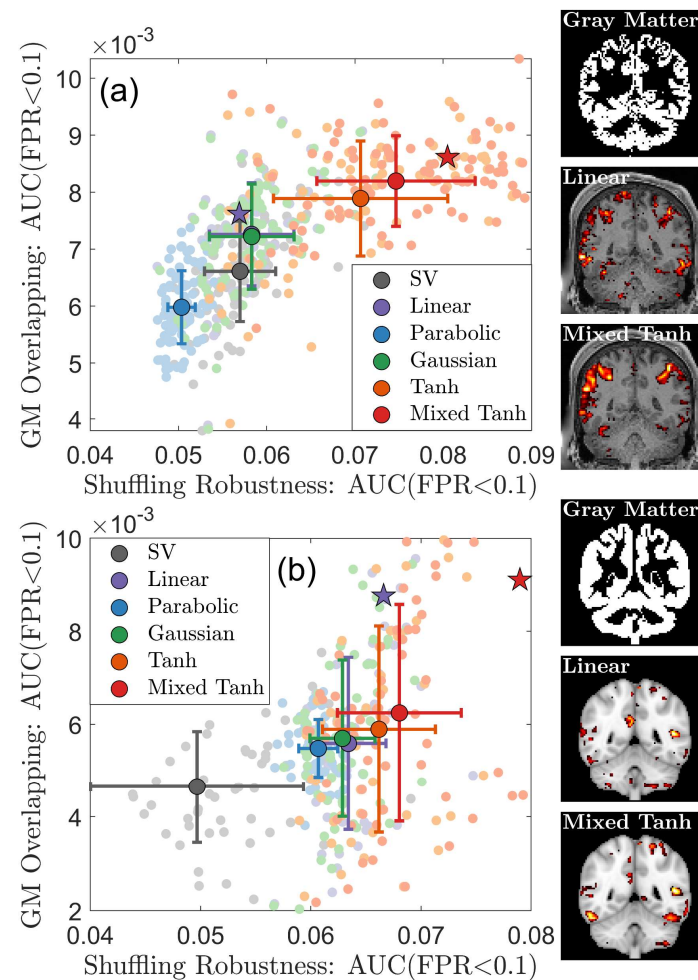 ×10⁻³
(a)
10
9
8
7
6
5
4
GM Overlapping: AUC(FPR<0.1)
SV
Linear
Parabolic
Gaussian
Tanh
Mixed Tanh
0.04 0.05 0.06 0.07 0.08 0.09
Shuffling Robustness: AUC(FPR<0.1)
Gray Matter
Linear
Mixed Tanh
×10⁻³
(b)
10
8
6
4
2
GM Overlapping: AUC(FPR<0.1)
SV
Linear
Parabolic
Gaussian
Tanh
Mixed Tanh
0.04 0.05 0.06 0.07 0.08
Shuffling Robustness: AUC(FPR<0.1)
Gray Matter
Linear
Mixed Tanh